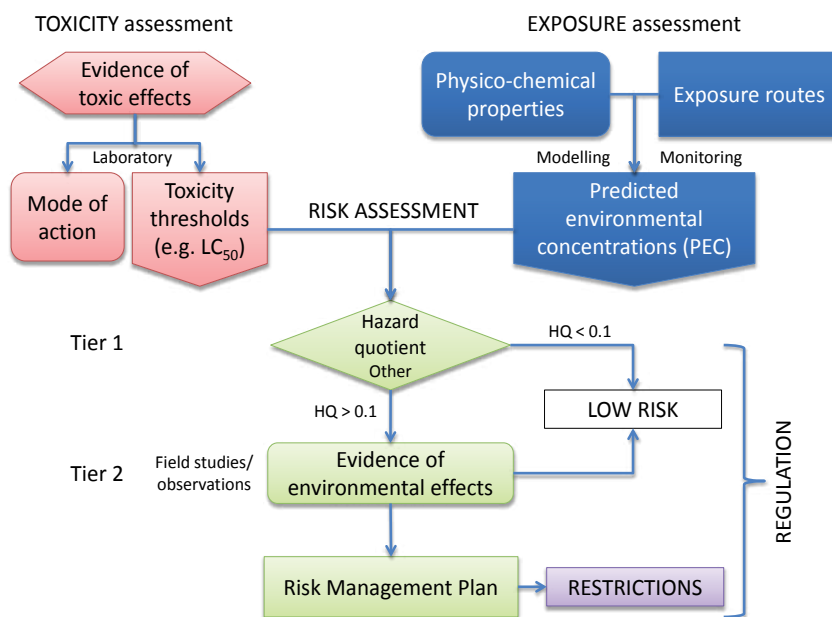 TOXICITY assessment
EXPOSURE assessment
Evidence of
toxic effects
Physico-chemical
properties
Exposure routes
Laboratory
Modelling
Monitoring
Mode of
action
Toxicity
thresholds
(e.g. LC₅₀)
RISK ASSESSMENT
Predicted
environmental
concentrations (PEC)
Tier 1
Hazard
quotient
Other
HQ < 0.1
HQ > 0.1
LOW RISK
Tier 2
Field studies/
observations
Evidence of
environmental effects
REGULATION
Risk Management Plan
RESTRICTIONS